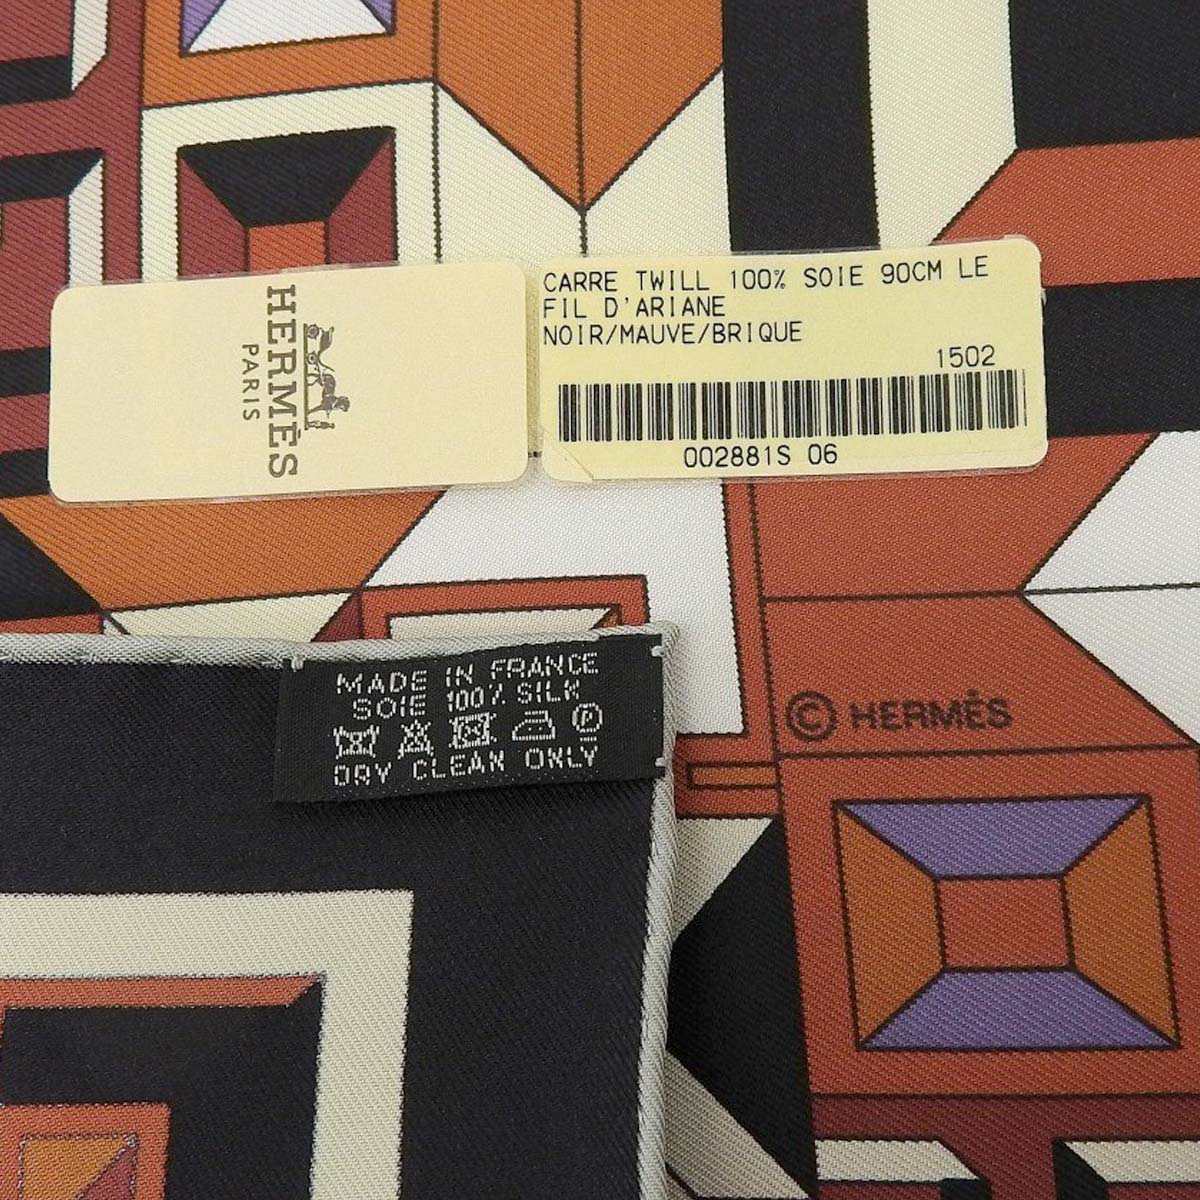 HERMÈS
PARIS
CARRE TWILL 100% SOIE 90CM LE
FIL D'ARIANE
NOIR/MAUVE/BRIQUE
1502
002881S 06
MADE IN FRANCE
SOIE 100% SILK
P
DRY CLEAN ONLY
© HERMÈS